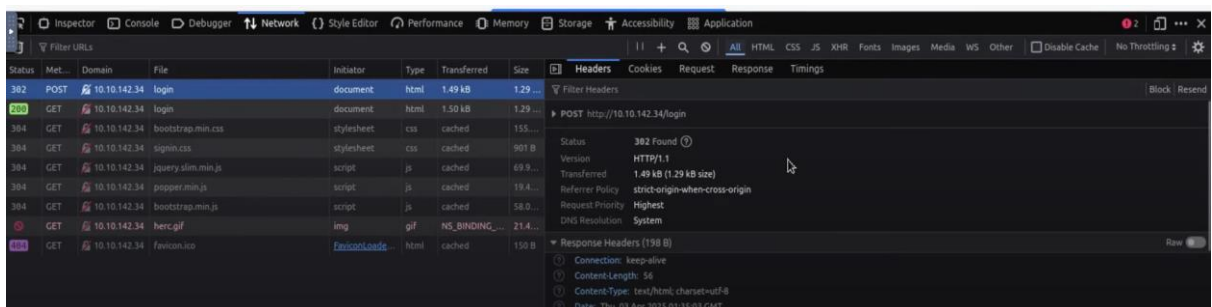 Inspector Console Debugger Network Style Editor Performance Memory Storage Accessibility Application 2
Filter URLs All HTML CSS JS XHR Fonts Images Media WS Other Disable Cache No Throttling
Status Met... Domain File Initiator Type Transferred Size Headers Cookies Request Response Timings
302 POST 10.10.142.34 login document html 1.49 kB 1.29 ... Filter Headers Block Resend
200 GET 10.10.142.34 login document html 1.50 kB 1.29 ...
POST http://10.10.142.34/login
304 GET 10.10.142.34 bootstrap.min.css stylesheet css cached 155....
304 GET 10.10.142.34 signin.css stylesheet css cached 901 B
Status 302 Found
304 GET 10.10.142.34 jquery.slim.min.js script js cached 69.9...
Version HTTP/1.1
304 GET 10.10.142.34 popper.min.js script js cached 19.4...
Transferred 1.49 kB (1.29 kB size)
Referrer Policy strict-origin-when-cross-origin
304 GET 10.10.142.34 bootstrap.min.js script js cached 58.0...
Request Priority Highest
GET 10.10.142.34 herc.gif img gif NS_BINDING_... 21.4...
DNS Resolution System
404 GET 10.10.142.34 favicon.ico FaviconLoade... html cached 150 B
Response Headers (198 B) Raw
Connection: keep-alive
Content-Length: 56
Content-Type: text/html; charset=utf-8
Date: Thu, 03 Apr 2025 01:35:03 GMT